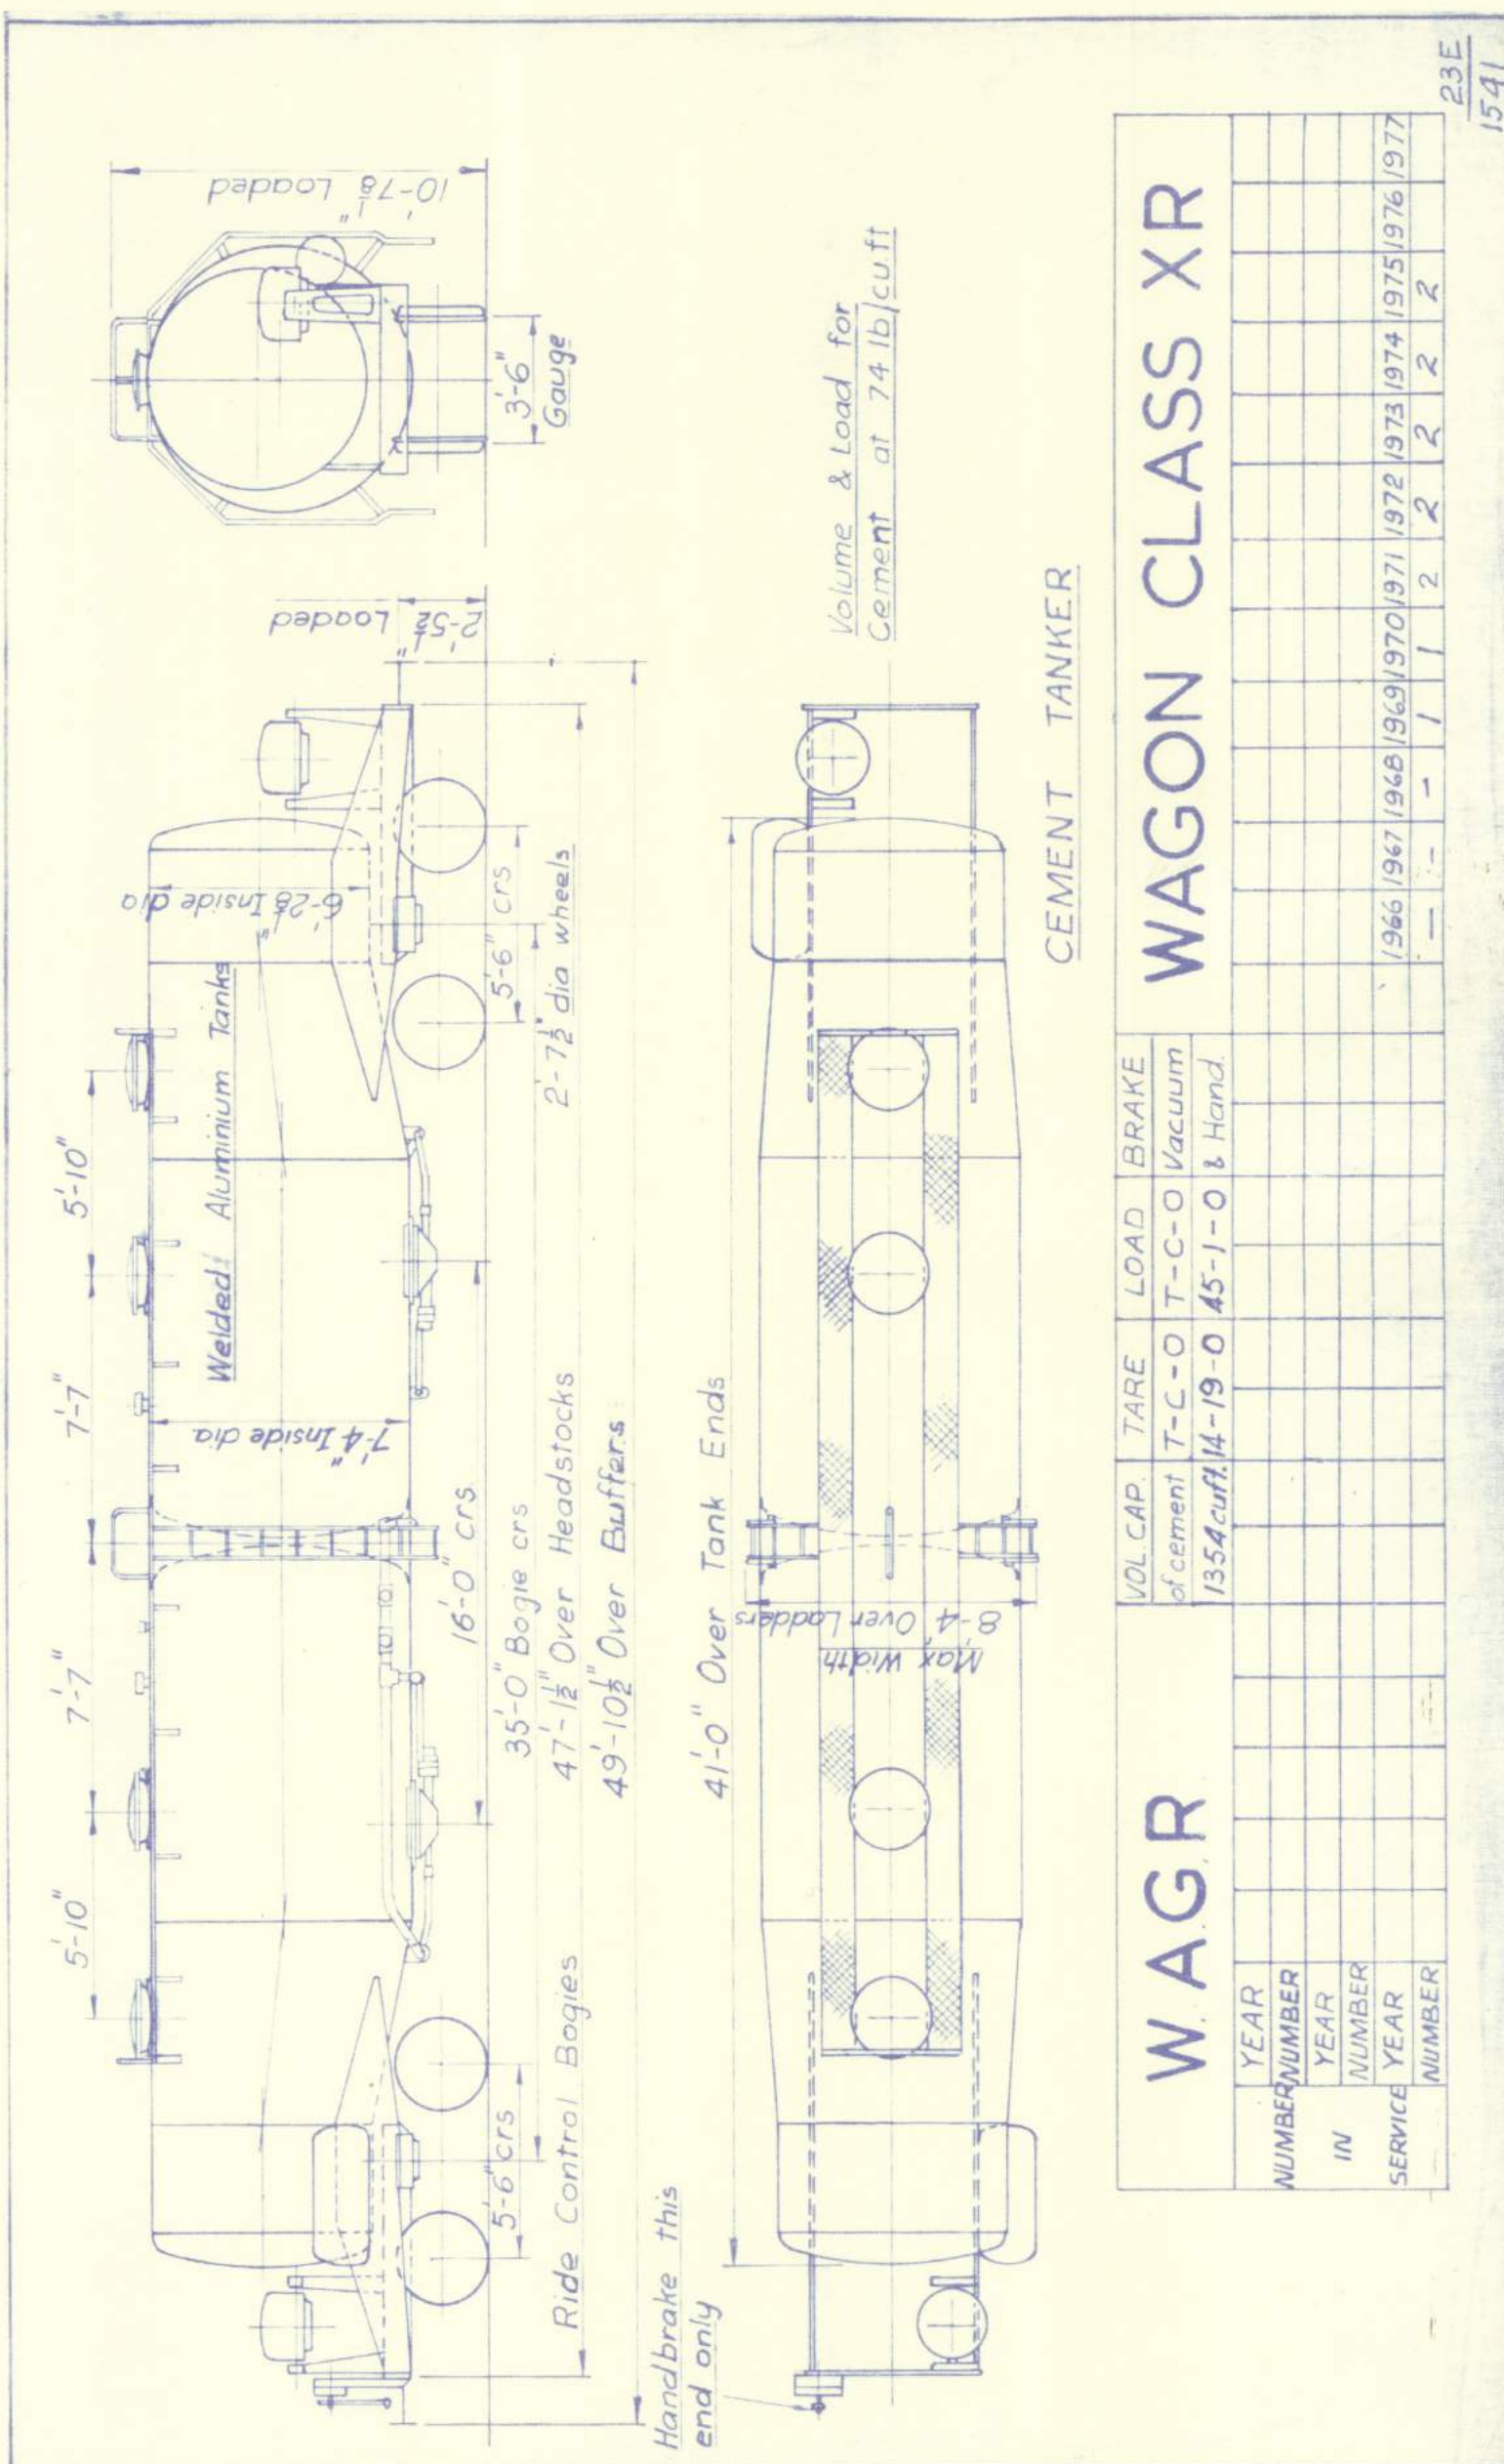 5'-10"
7'-7"
7'-7"
5'-10"
Welded Aluminium Tanks
7'-4" Inside dia.
6'-2⅛" Inside dia
2'-5½" Loaded
10'-7⅛" Loaded
3'-6"
Gauge
16'-0" crs.
5'-6" crs
5'-6" crs
35'-0" Bogie crs
2'-7½" dia wheels
Ride Control Bogies
47'-1½" Over Headstocks
49'-10½" Over Buffers
Handbrake this
end only
41'-0" Over Tank Ends
Max Width
8'-4" Over Ladders
Volume & Load for
Cement at 74 lb/cu.ft
CEMENT TANKER
W.A.G.R.
VOL. CAP. TARE LOAD BRAKE
of cement T-C-O T-C-O Vacuum
1354 cuft. 14-19-0 45-1-0 & Hand.
WAGON CLASS XR
NUMBER
IN
SERVICE
YEAR
NUMBER
YEAR
NUMBER
YEAR 1966 1967 1968 1969 1970 1971 1972 1973 1974 1975 1976 1977
NUMBER — - - 1 1 2 2 2 2 2
23E
1541